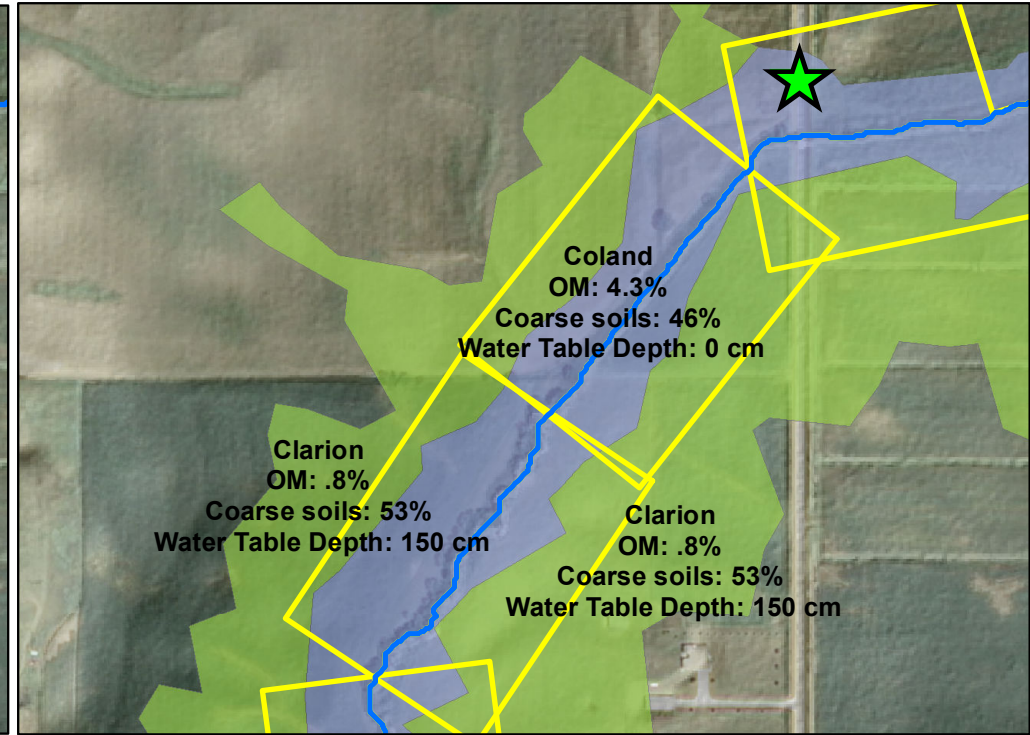 Coland
OM: 4.3%
Coarse soils: 46%
Water Table Depth: 0 cm
Clarion
OM: .8%
Coarse soils: 53%
Water Table Depth: 150 cm
Clarion
OM: .8%
Coarse soils: 53%
Water Table Depth: 150 cm